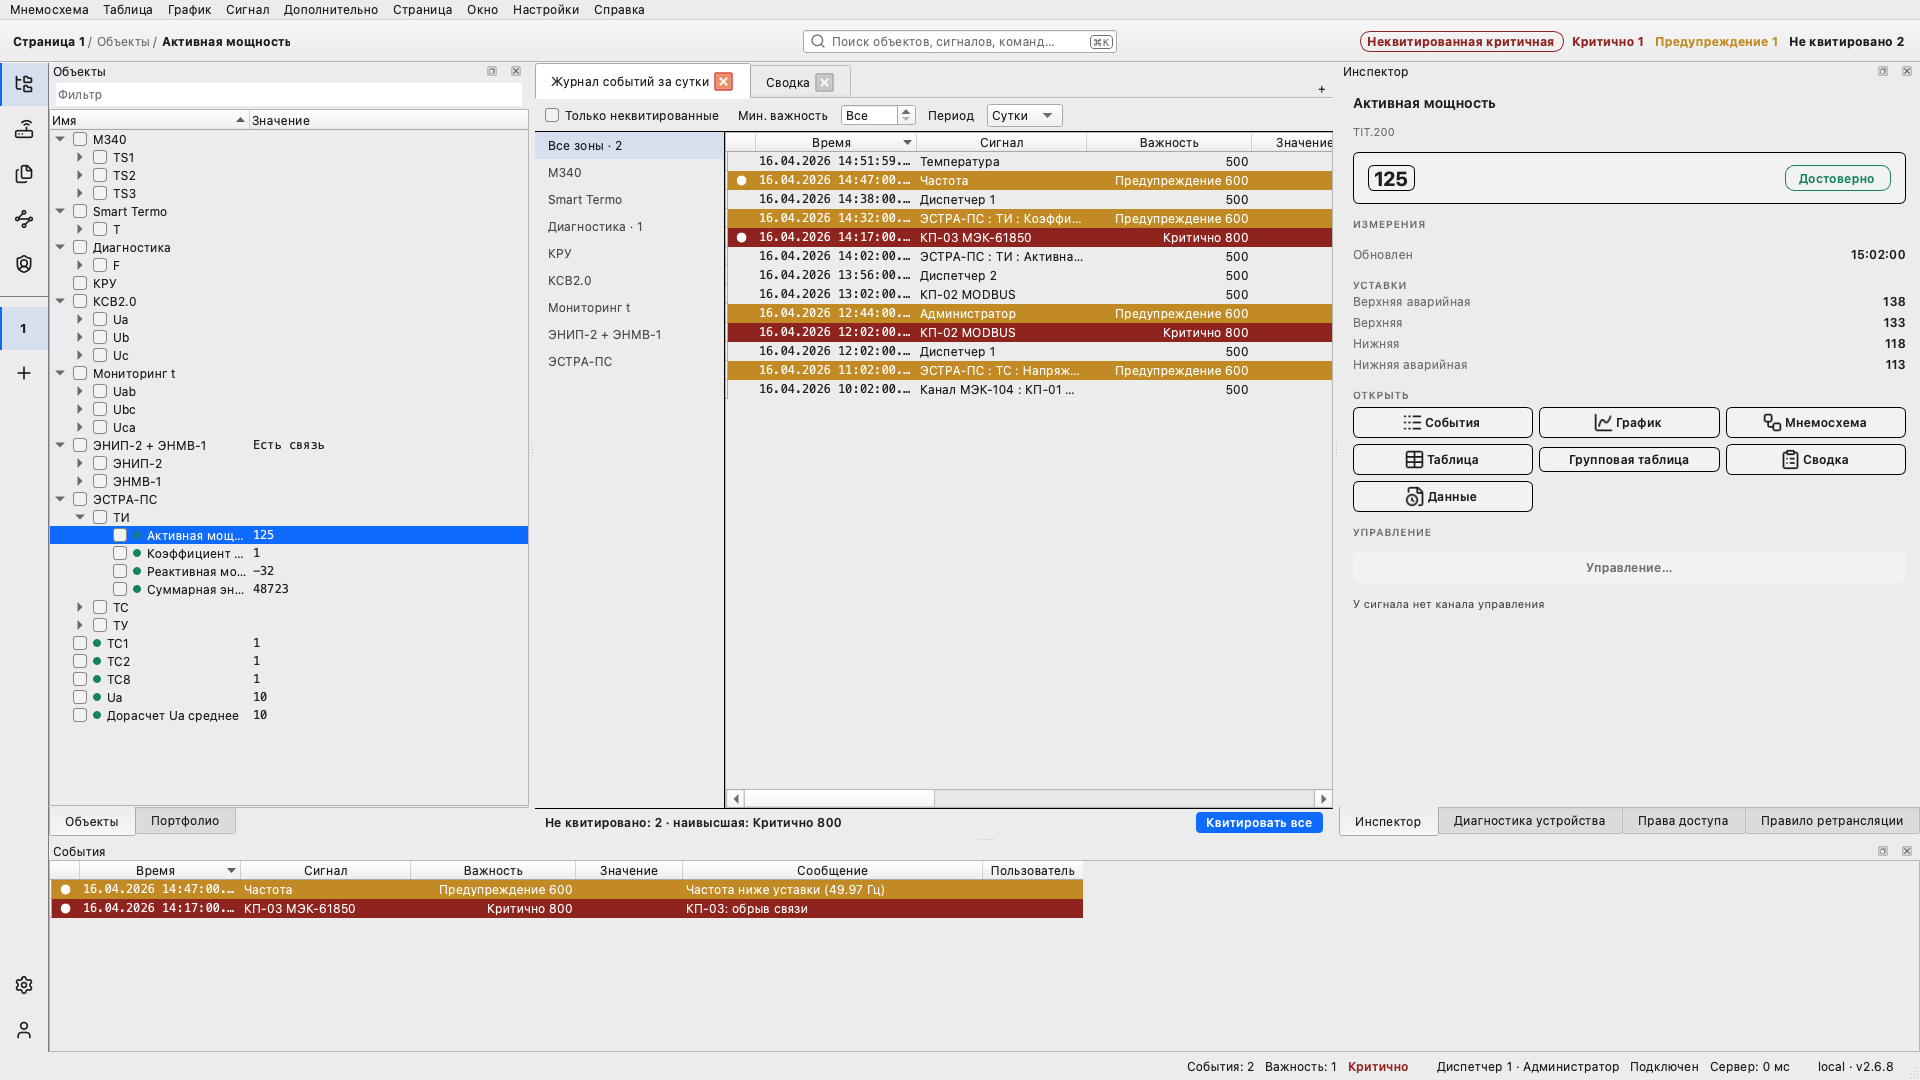 Мнемосхема Таблица График Сигнал Дополнительно Страница Окно Настройки Справка
Страница 1 / Объекты / Активная мощность
Поиск объектов, сигналов, команд... ⌘K
Неквитированная критичная Критично 1 Предупреждение 1 Не квитировано 2
Объекты
Фильтр
Имя Значение
M340
TS1
TS2
TS3
Smart Termo
T
Диагностика
F
КРУ
КСВ2.0
Ua
Ub
Uc
Мониторинг t
Uab
Ubc
Uca
ЭНИП-2 + ЭНМВ-1 Есть связь
ЭНИП-2
ЭНМВ-1
ЭСТРА-ПС
ТИ
Активная мощ... 125
Коэффициент ... 1
Реактивная мо... −32
Суммарная эн... 48723
ТС
ТУ
ТС1 1
ТС2 1
ТС8 1
Ua 10
Дорасчет Ua среднее 10
Объекты Портфолио
1
Журнал событий за сутки Сводка +
Только неквитированные Мин. важность Все Период Сутки
Все зоны · 2
M340
Smart Termo
Диагностика · 1
КРУ
КСВ2.0
Мониторинг t
ЭНИП-2 + ЭНМВ-1
ЭСТРА-ПС
Время Сигнал Важность Значение
16.04.2026 14:51:59.… Температура 500
16.04.2026 14:47:00.… Частота Предупреждение 600
16.04.2026 14:38:00.… Диспетчер 1 500
16.04.2026 14:32:00.… ЭСТРА-ПС : ТИ : Коэффи... Предупреждение 600
16.04.2026 14:17:00.… КП-03 МЭК-61850 Критично 800
16.04.2026 14:02:00.… ЭСТРА-ПС : ТИ : Активна... 500
16.04.2026 13:56:00.… Диспетчер 2 500
16.04.2026 13:02:00.… КП-02 MODBUS 500
16.04.2026 12:44:00.… Администратор Предупреждение 600
16.04.2026 12:02:00.… КП-02 MODBUS Критично 800
16.04.2026 12:02:00.… Диспетчер 1 500
16.04.2026 11:02:00.… ЭСТРА-ПС : ТС : Напряж... Предупреждение 600
16.04.2026 10:02:00.… Канал МЭК-104 : КП-01 ... 500
Не квитировано: 2 · наивысшая: Критично 800 Квитировать все
Инспектор
Активная мощность
TIT.200
125 Достоверно
ИЗМЕРЕНИЯ
Обновлен 15:02:00
УСТАВКИ
Верхняя аварийная 138
Верхняя 133
Нижняя 118
Нижняя аварийная 113
ОТКРЫТЬ
События График Мнемосхема
Таблица Групповая таблица Сводка
Данные
УПРАВЛЕНИЕ
Управление...
У сигнала нет канала управления
Инспектор Диагностика устройства Права доступа Правило ретрансляции
События
Время Сигнал Важность Значение Сообщение Пользователь
16.04.2026 14:47:00.… Частота Предупреждение 600 Частота ниже уставки (49.97 Гц)
16.04.2026 14:17:00.… КП-03 МЭК-61850 Критично 800 КП-03: обрыв связи
События: 2 Важность: 1 Критично Диспетчер 1 · Администратор Подключен Сервер: 0 мс local · v2.6.8